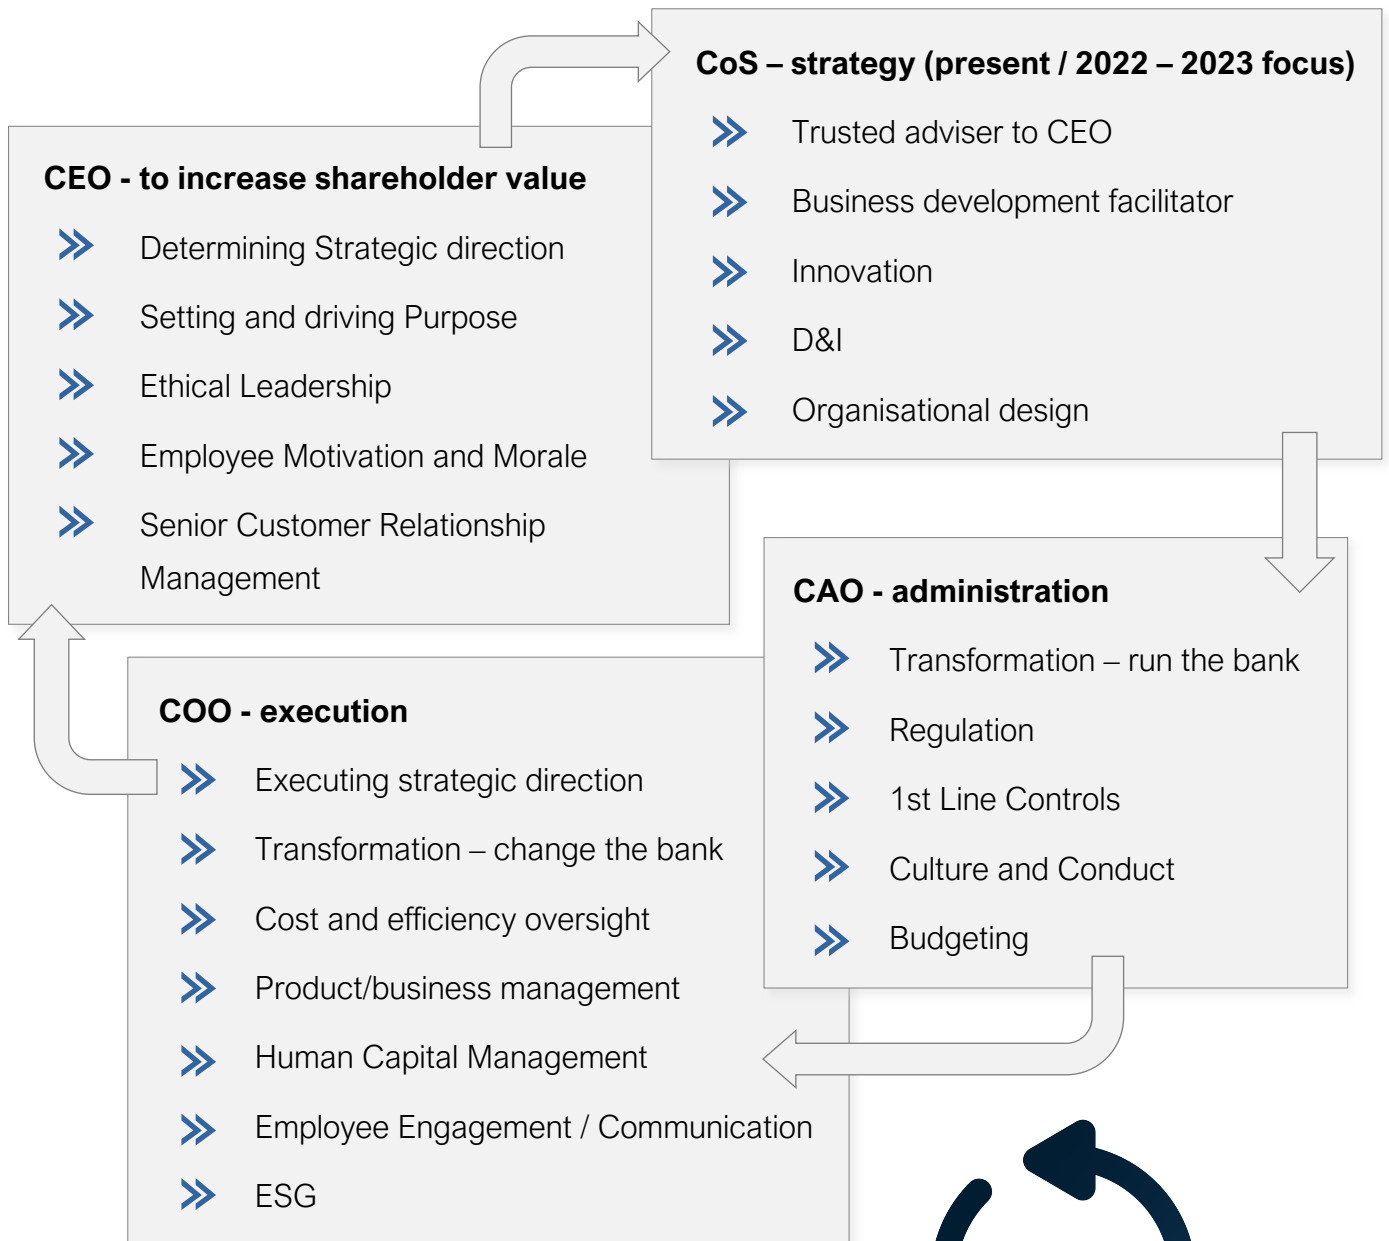 CoS – strategy (present / 2022 – 2023 focus)
Trusted adviser to CEO
Business development facilitator
Innovation
D&I
Organisational design
CEO - to increase shareholder value
Determining Strategic direction
Setting and driving Purpose
Ethical Leadership
Employee Motivation and Morale
Senior Customer Relationship
Management
CAO - administration
Transformation – run the bank
Regulation
1st Line Controls
Culture and Conduct
Budgeting
COO - execution
Executing strategic direction
Transformation – change the bank
Cost and efficiency oversight
Product/business management
Human Capital Management
Employee Engagement / Communication
ESG